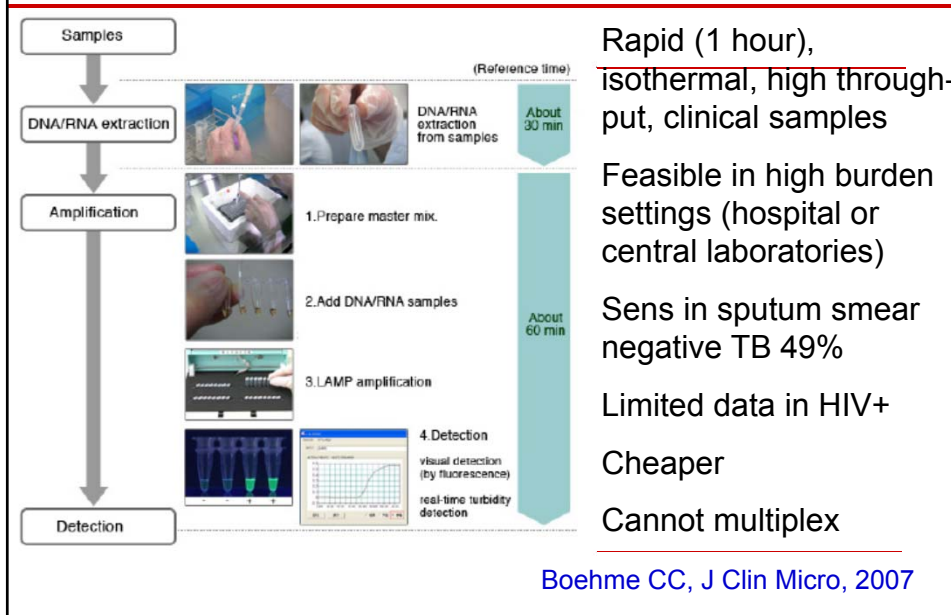 Samples
(Reference time)
DNA/RNA extraction
DNA/RNA
extraction
from samples
About
30 min
Amplification
1.Prepare master mix.
2.Add DNA/RNA samples
About
60 min
3.LAMP amplification
4.Detection
visual detection
(by fluorescence)
real-time turbidity
detection
- - + +
Detection
Rapid (1 hour),
isothermal, high through-
put, clinical samples
Feasible in high burden
settings (hospital or
central laboratories)
Sens in sputum smear
negative TB 49%
Limited data in HIV+
Cheaper
Cannot multiplex
Boehme CC, J Clin Micro, 2007